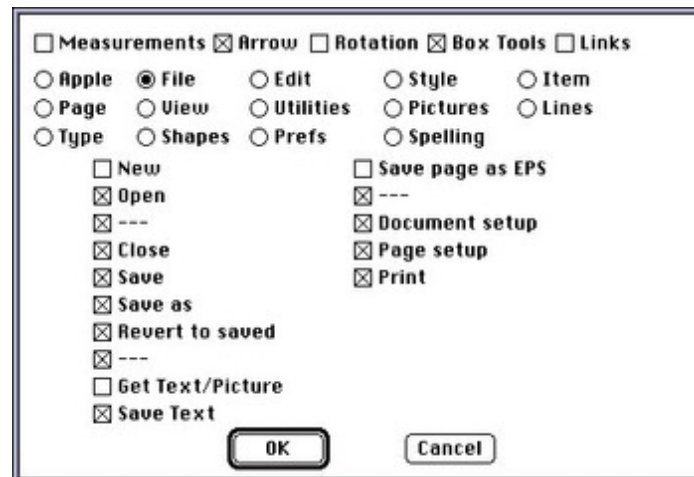 Measurements Arrow Rotation Box Tools Links
Apple File Edit Style Item
Page View Utilities Pictures Lines
Type Shapes Prefs Spelling
New Save page as EPS
Open ---
--- Document setup
Close Page setup
Save Print
Save as
Revert to saved
---
Get Text/Picture
Save Text
OK Cancel